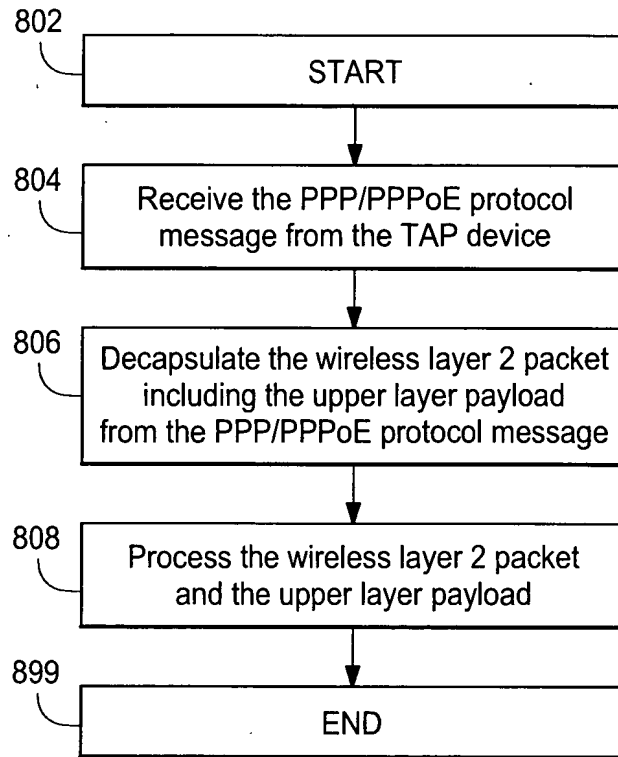 802
START
804
Receive the PPP/PPPoE protocol
message from the TAP device
806
Decapsulate the wireless layer 2 packet
including the upper layer payload
from the PPP/PPPoE protocol message
808
Process the wireless layer 2 packet
and the upper layer payload
899
END